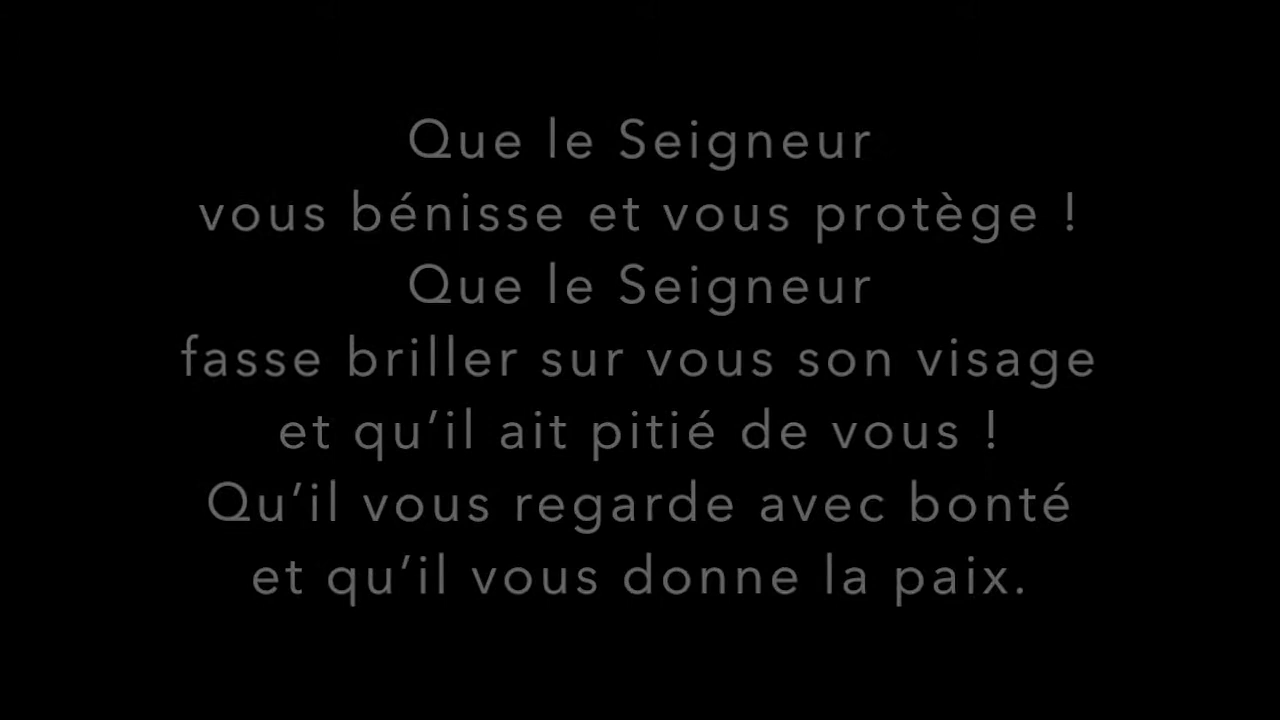 Que le Seigneur
vous bénisse et vous protège !
Que le Seigneur
fasse briller sur vous son visage
et qu’il ait pitié de vous !
Qu’il vous regarde avec bonté
et qu’il vous donne la paix.